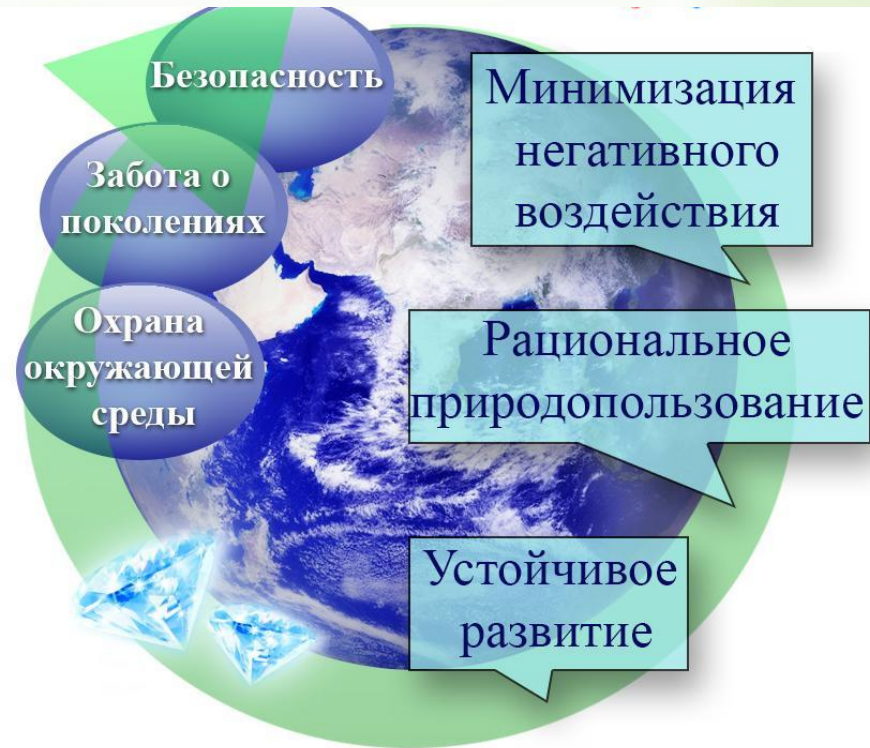 Безопасность
Забота о
поколениях
Охрана
окружающей
среды
Минимизация
негативного
воздействия
Рациональное
природопользование
Устойчивое
развитие